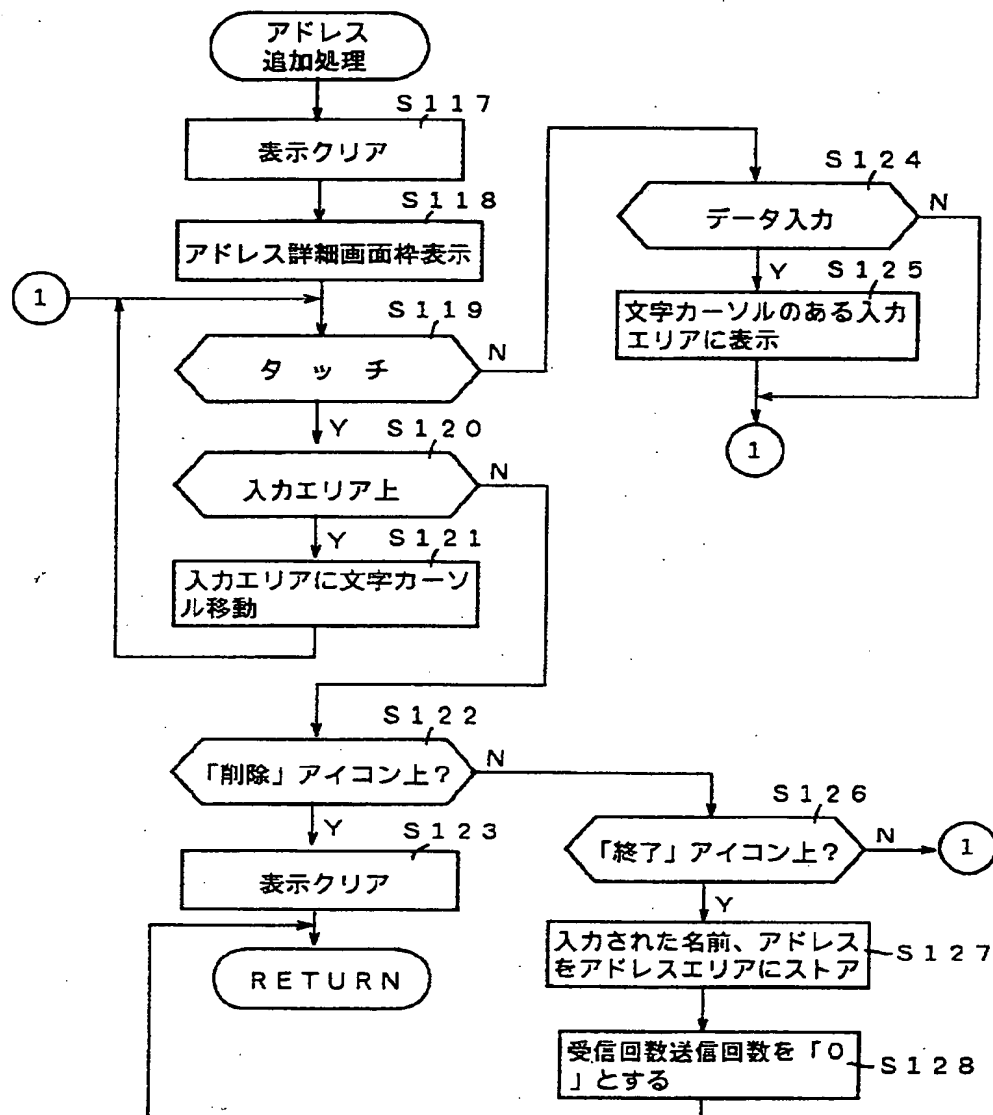 アドレス
追加処理
S117
表示クリア
S118
アドレス詳細画面枠表示
1
S119
タッチ
N
Y
S120
入力エリア上
N
Y
S121
入力エリアに文字カーソ
ル移動
S122
「削除」アイコン上?
N
Y
S123
表示クリア
RETURN
S124
データ入力
N
Y
S125
文字カーソルのある入力
エリアに表示
1
S126
「終了」アイコン上?
N
1
Y
入力された名前、アドレス
をアドレスエリアにストア
S127
受信回数送信回数を「0
」とする
S128